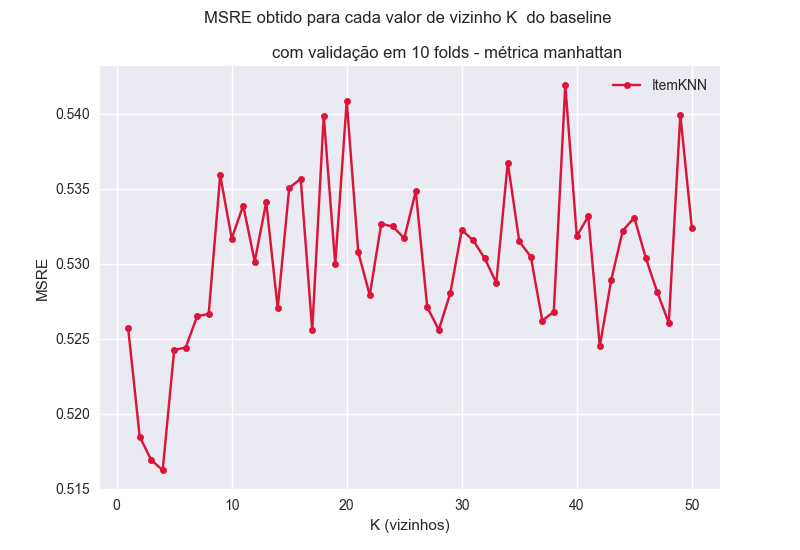 MSRE obtido para cada valor de vizinho K  do baseline
com validação em 10 folds - métrica manhattan
ItemKNN
0.540
0.535
0.530
0.525
0.520
0.515
MSRE
0
10
20
30
40
50
K (vizinhos)